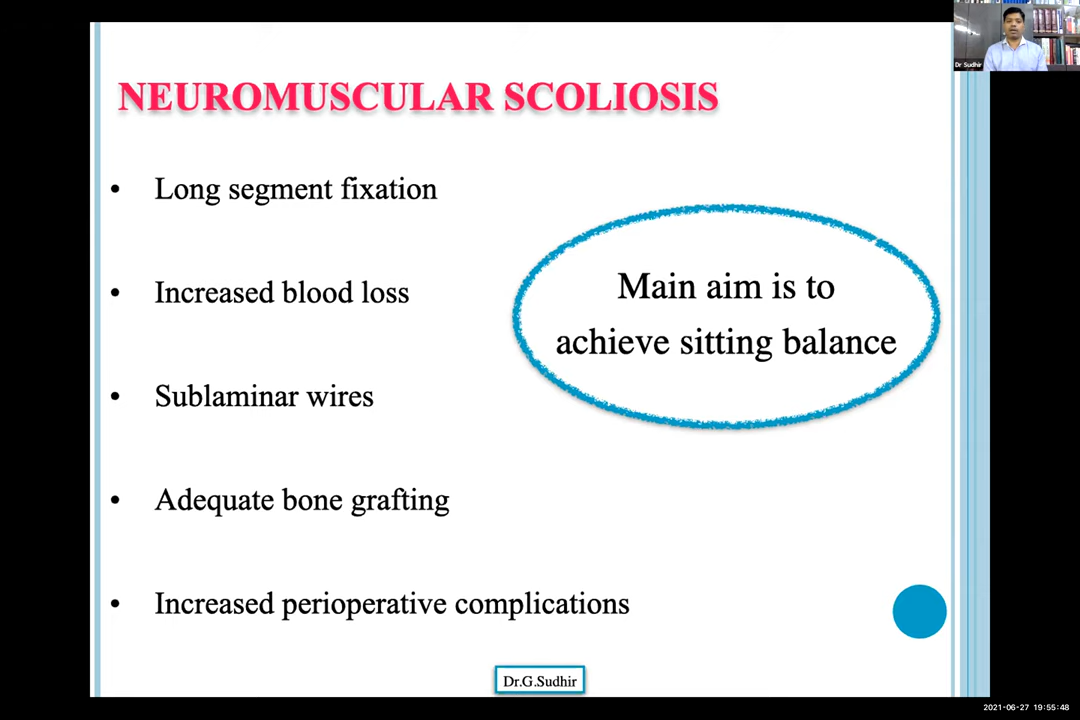 Dr Sudhir
NEUROMUSCULAR SCOLIOSIS
• Long segment fixation
• Increased blood loss
• Sublaminar wires
• Adequate bone grafting
• Increased perioperative complications
Main aim is to
achieve sitting balance
Dr.G.Sudhir
2021-06-27 19:55:48